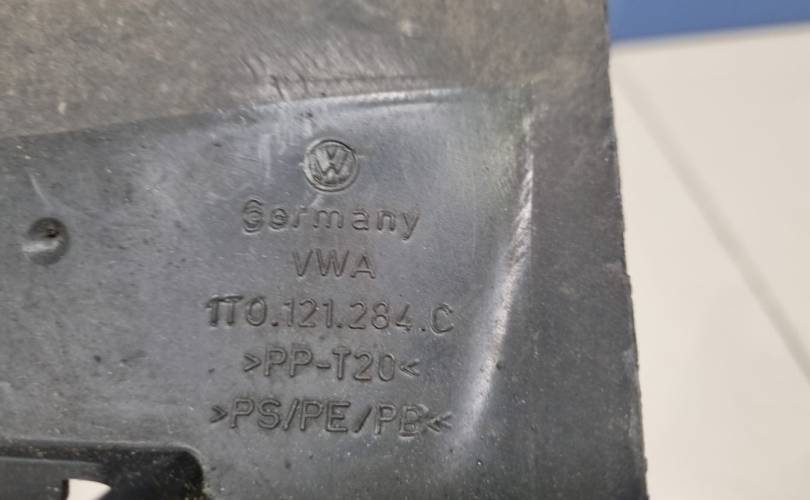 Germany
VWA
1T0.121.284.C
>PP-T20<
>PS/PE/PB<